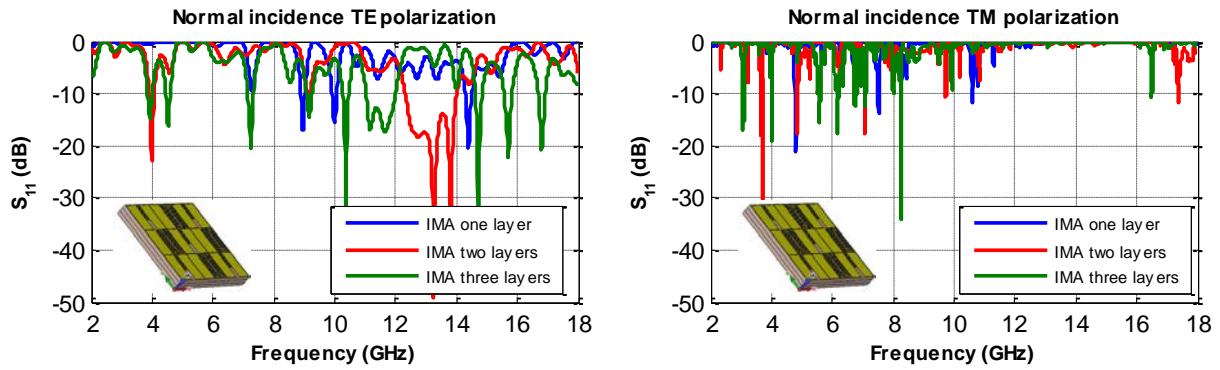 Normal incidence TE polarization
0
-10
-20
-30
-40
-50
S11 (dB)
IMA one layer
IMA two layers
IMA three layers
2 4 6 8 10 12 14 16 18
Frequency (GHz)
Normal incidence TM polarization
0
-10
-20
-30
-40
-50
S11 (dB)
IMA one layer
IMA two layers
IMA three layers
2 4 6 8 10 12 14 16 18
Frequency (GHz)